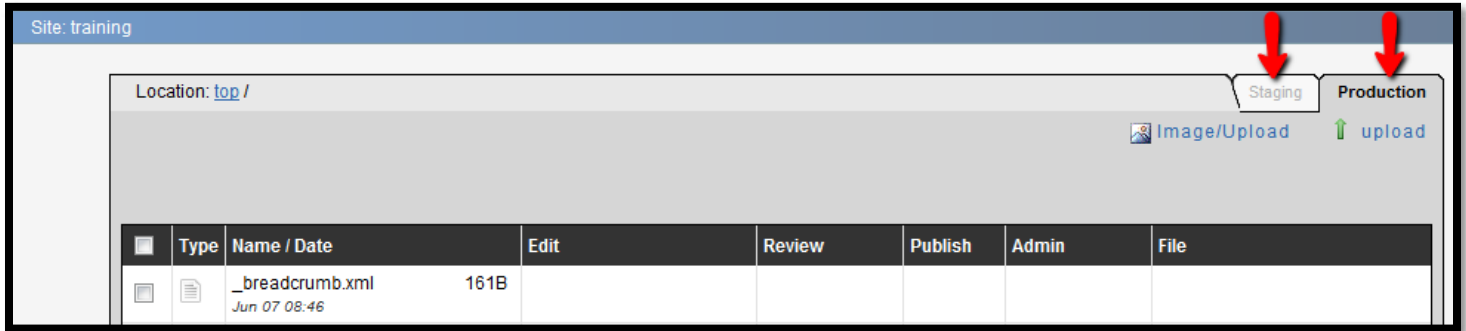 Site: training
Location: top /
Staging
Production
Image/Upload
upload
Type Name / Date Edit Review Publish Admin File
_breadcrumb.xml 161B
Jun 07 08:46